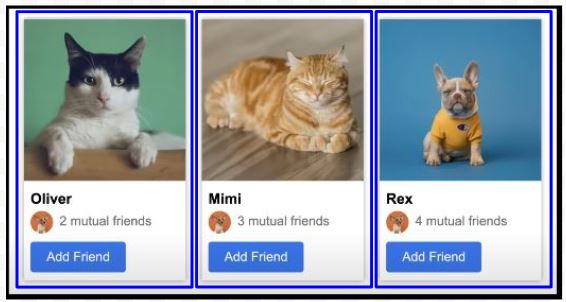 Oliver
2 mutual friends
Add Friend
Mimi
3 mutual friends
Add Friend
Rex
4 mutual friends
Add Friend